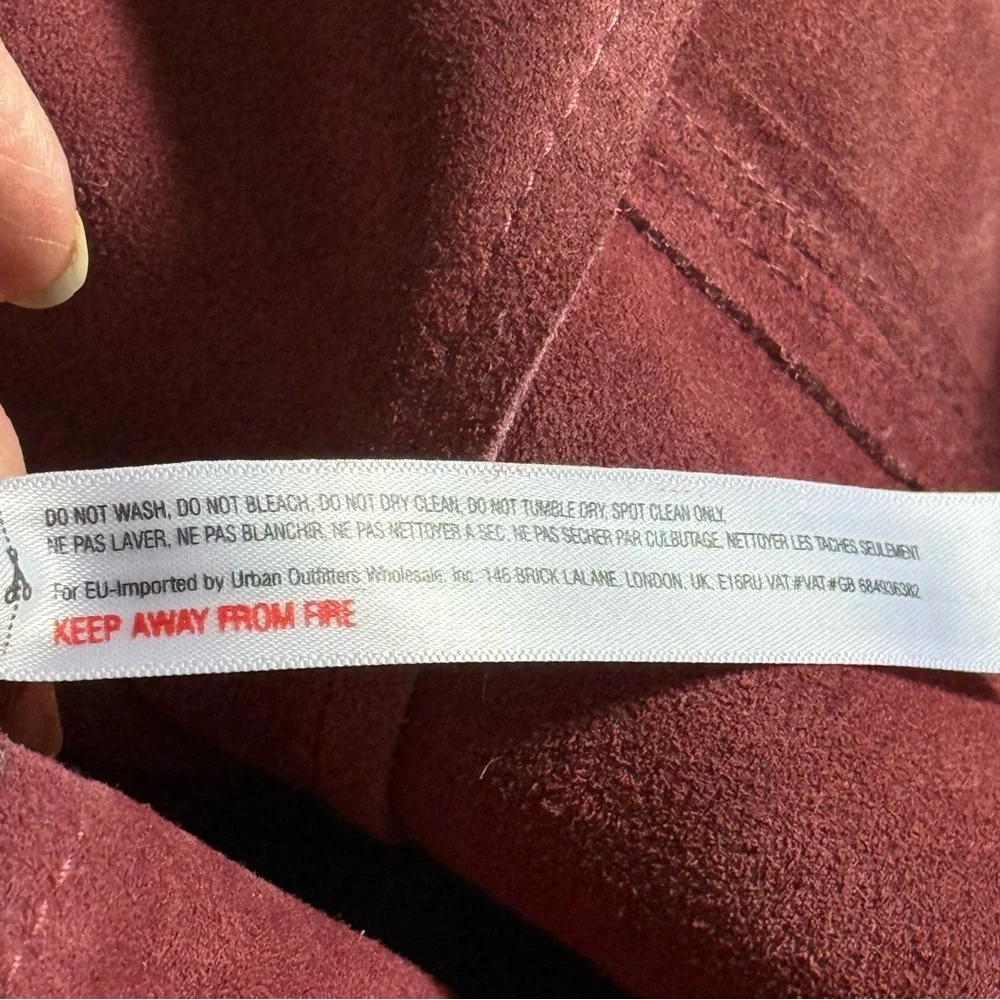 DO NOT WASH, DO NOT BLEACH, DO NOT DRY CLEAN, DO NOT TUMBLE DRY, SPOT CLEAN ONLY,
NE PAS LAVER, NE PAS BLANCHIR, NE PAS NETTOYER A SEC, NE PAS SECHER PAR CULBUTAGE, NETTOYER LES TACHES SEULEMENT
For EU-Imported by Urban Outfitters Wholesale, Inc. 146 BRICK LALANE, LONDON, UK, E16RU VAT#VAT#GB 684936382
KEEP AWAY FROM FIRE